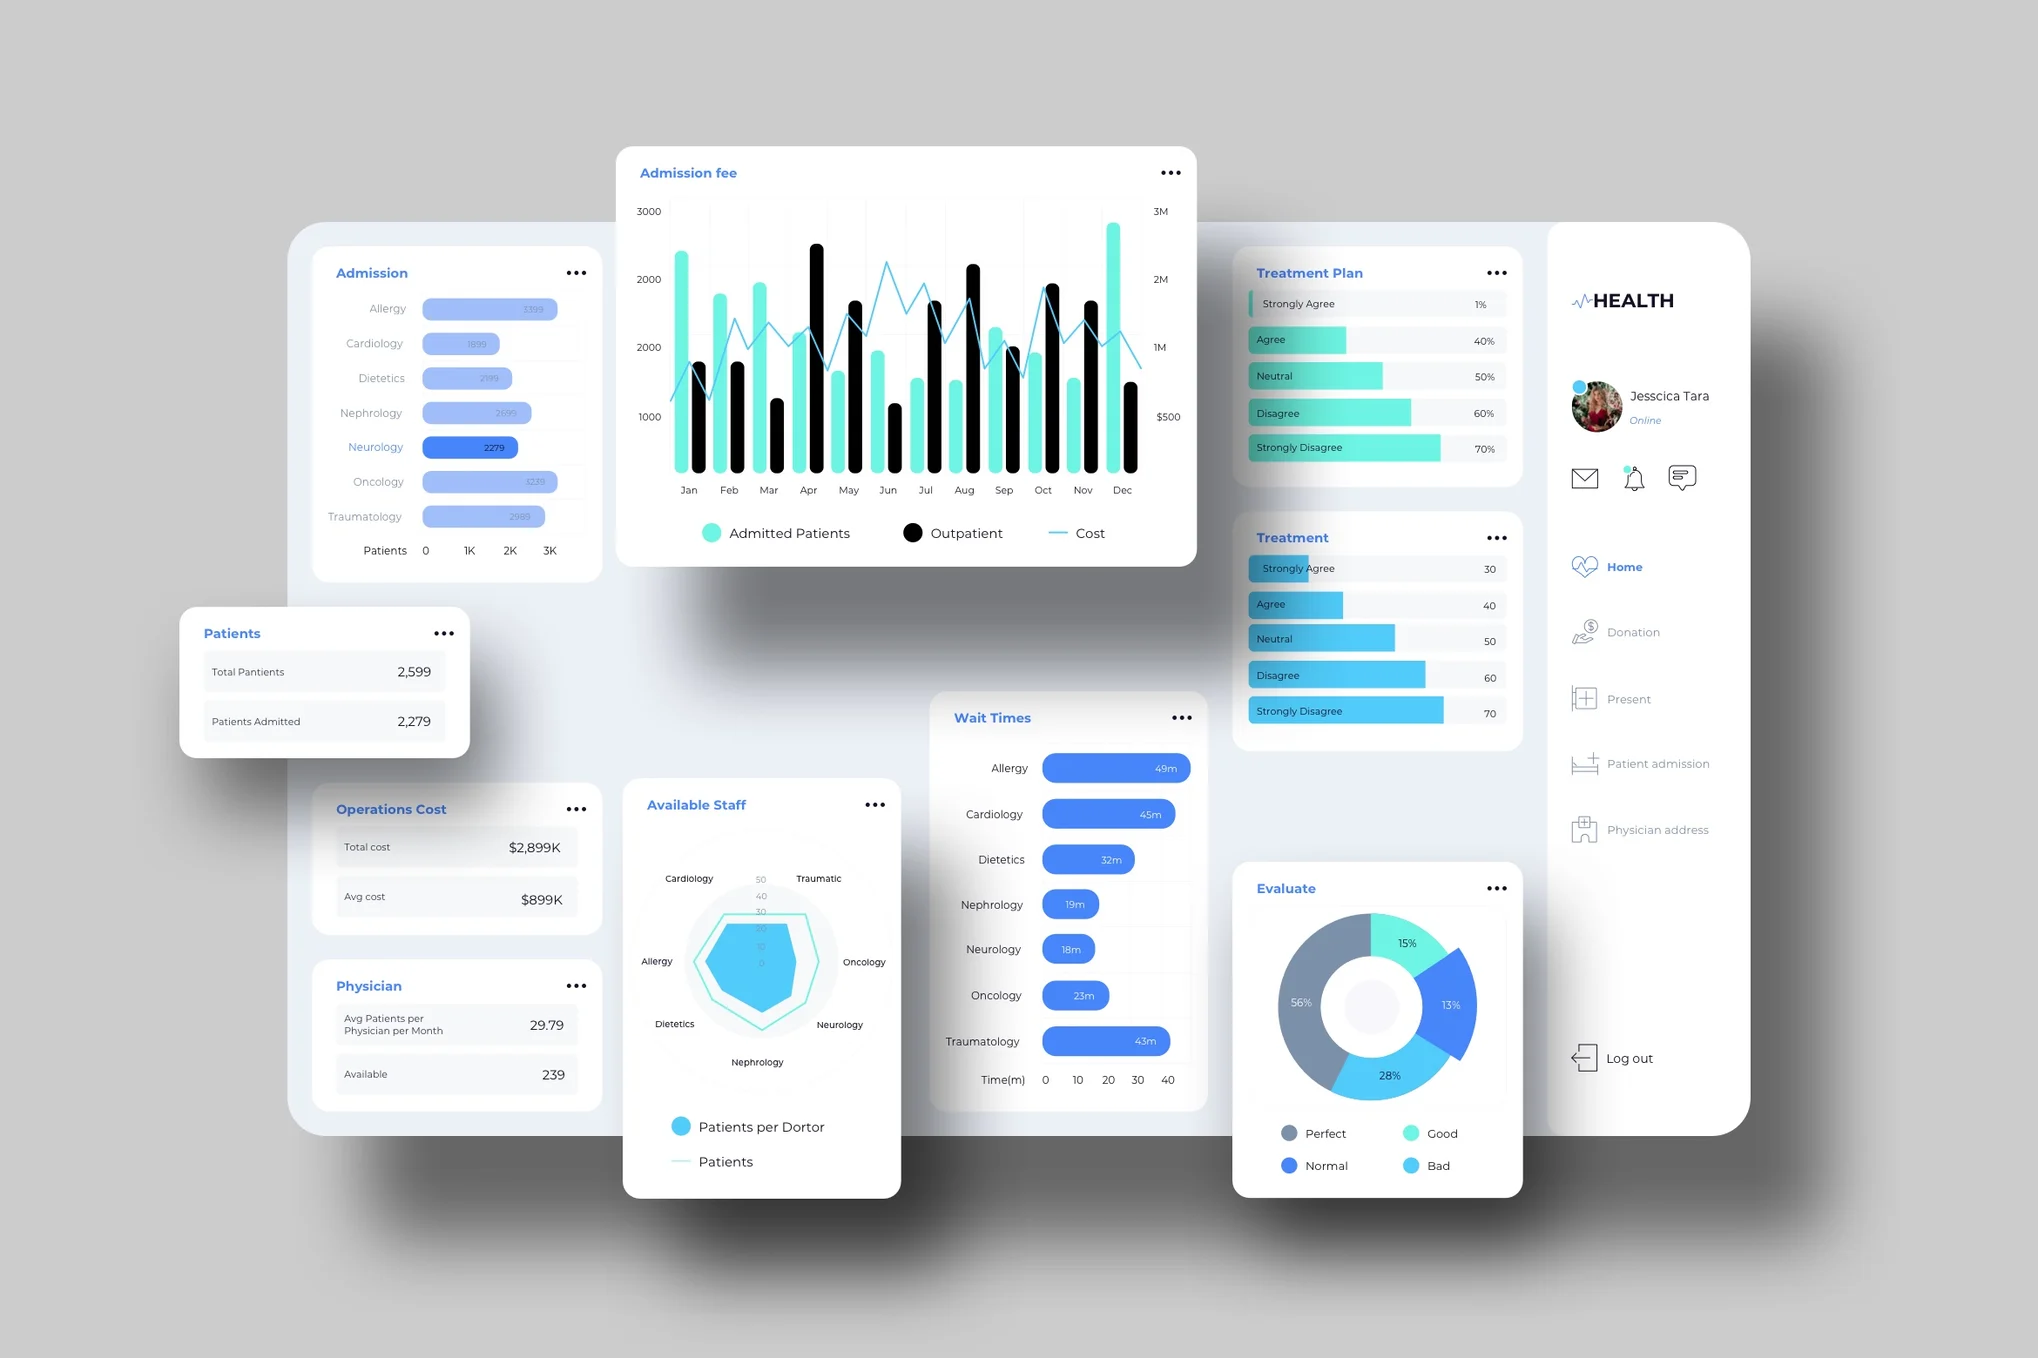 Admission fee
3000
2000
2000
1000
3M
2M
1M
$500
Jan Feb Mar Apr May Jun Jul Aug Sep Oct Nov Dec
Admitted Patients
Outpatient
Cost
Admission
Allergy 3399
Cardiology 1899
Dietetics 2199
Nephrology 2699
Neurology 2279
Oncology 3239
Traumatology 2989
Patients 0 1K 2K 3K
Patients
Total Pantients 2,599
Patients Admitted 2,279
Operations Cost
Total cost $2,899K
Avg cost $899K
Physician
Avg Patients per
Physician per Month 29.79
Available 239
Available Staff
Cardiology
Traumatic
Allergy
Oncology
Dietetics
Neurology
Nephrology
50
40
30
20
10
0
Patients per Dortor
Patients
Wait Times
Allergy 49m
Cardiology 45m
Dietetics 32m
Nephrology 19m
Neurology 18m
Oncology 23m
Traumatology 43m
Time(m) 0 10 20 30 40
Treatment Plan
Strongly Agree 1%
Agree 40%
Neutral 50%
Disagree 60%
Strongly Disagree 70%
Treatment
Strongly Agree 30
Agree 40
Neutral 50
Disagree 60
Strongly Disagree 70
Evaluate
15%
13%
28%
56%
Perfect
Good
Normal
Bad
HEALTH
Jesscica Tara
Online
Home
Donation
Present
Patient admission
Physician address
Log out